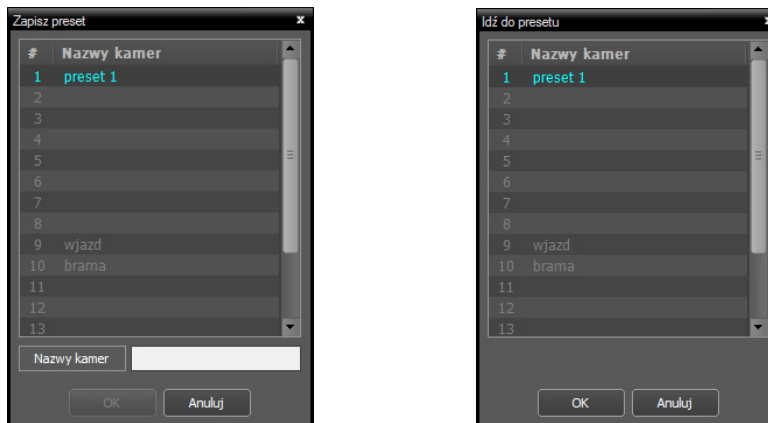 Zapisz preset x
# Nazwy kamer
1 preset 1
2
3
4
5
6
7
8
9 wjazd
10 brama
11
12
13
Nazwy kamer
OK Anuluj
Idź do presetu x
# Nazwy kamer
1 preset 1
2
3
4
5
6
7
8
9 wjazd
10 brama
11
12
13
OK Anuluj